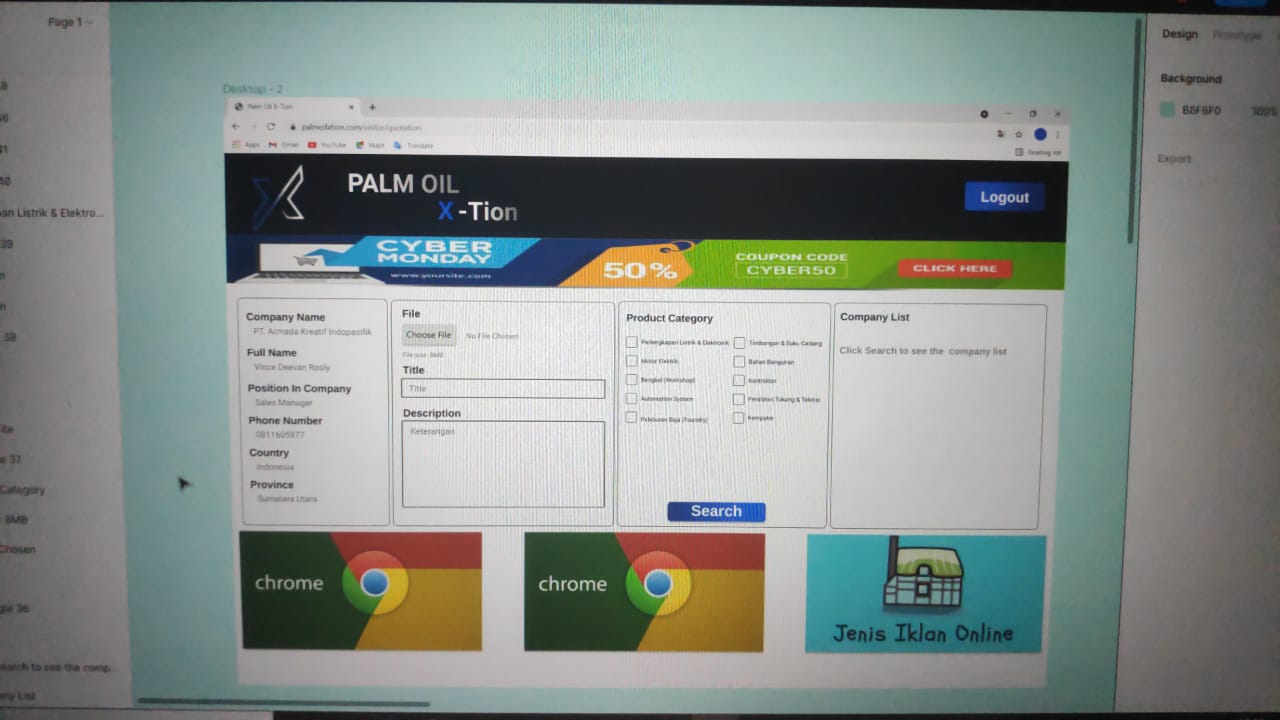 Page 1
Design Prototype
Background
B8F8F0 100%
Export
an Listrik & Elektro...
39
38
37
Category
8MB
Chosen
36
earch to see the comp...
ny List
Desktop - 2
Palm Oil X-Tion
palmoilxtion.com/visitor/quotation
Apps Gmail YouTube Maps Translate
Reading list
PALM OIL
X -Tion
Logout
CYBER
MONDAY
www.yoursite.com
50%
COUPON CODE
CYBER50
CLICK HERE
Company Name
PT. Armada Kreatif Indopasifik
Full Name
Vince Deevan Rosly
Position In Company
Sales Manager
Phone Number
0811605977
Country
Indonesia
Province
Sumatera Utara
File
Choose File No File Chosen
File size: 8MB
Title
Title
Description
Keterangan
Product Category
Perlengkapan Listrik & Elektronik
Motor Elektrik
Bengkel (Workshop)
Automation System
Peleburan Baja (Foundry)
Timbangan & Suku Cadang
Bahan Bangunan
Kontraktor
Peralatan Tukang & Teknisi
Komputer
Search
Company List
Click Search to see the company list
chrome
chrome
Jenis Iklan Online